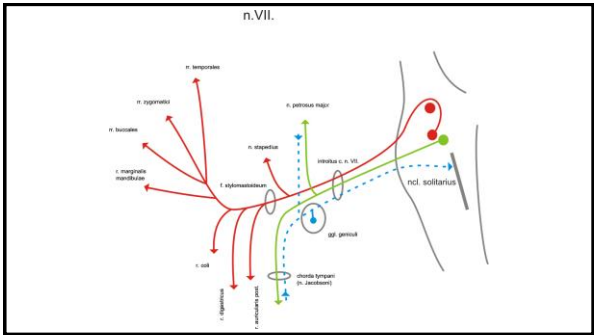 n.VII.
rr. temporales
rr. zygomatici
n. petrosus major
rr. buccales
n. stapedius
introitus c. n. VII.
r. marginalis
mandibulae
f. stylomastoideum
ncl. solitarius
ggl. geniculi
r. colli
chorda tympani
(n. Jacobsoni)
r. digastricus
r. auricularis post.